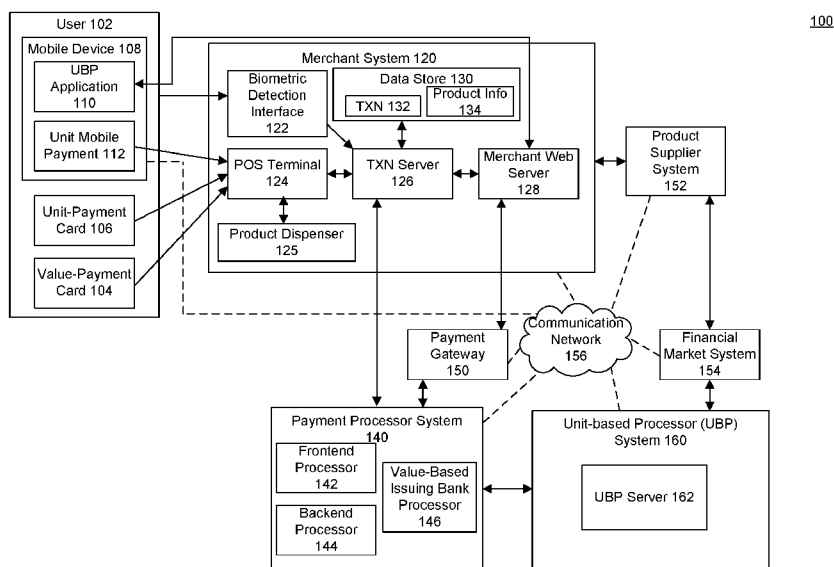 100
User 102
Mobile Device 108
UBP
Application
110
Unit Mobile
Payment 112
Unit-Payment
Card 106
Value-Payment
Card 104
Merchant System 120
Biometric
Detection
Interface
122
Data Store 130
TXN 132
Product Info
134
POS Terminal
124
TXN Server
126
Merchant Web
Server
128
Product Dispenser
125
Product
Supplier
System
152
Payment
Gateway
150
Communication
Network
156
Financial
Market System
154
Payment Processor System
140
Frontend
Processor
142
Value-Based
Issuing Bank
Processor
146
Backend
Processor
144
Unit-based Processor (UBP)
System 160
UBP Server 162